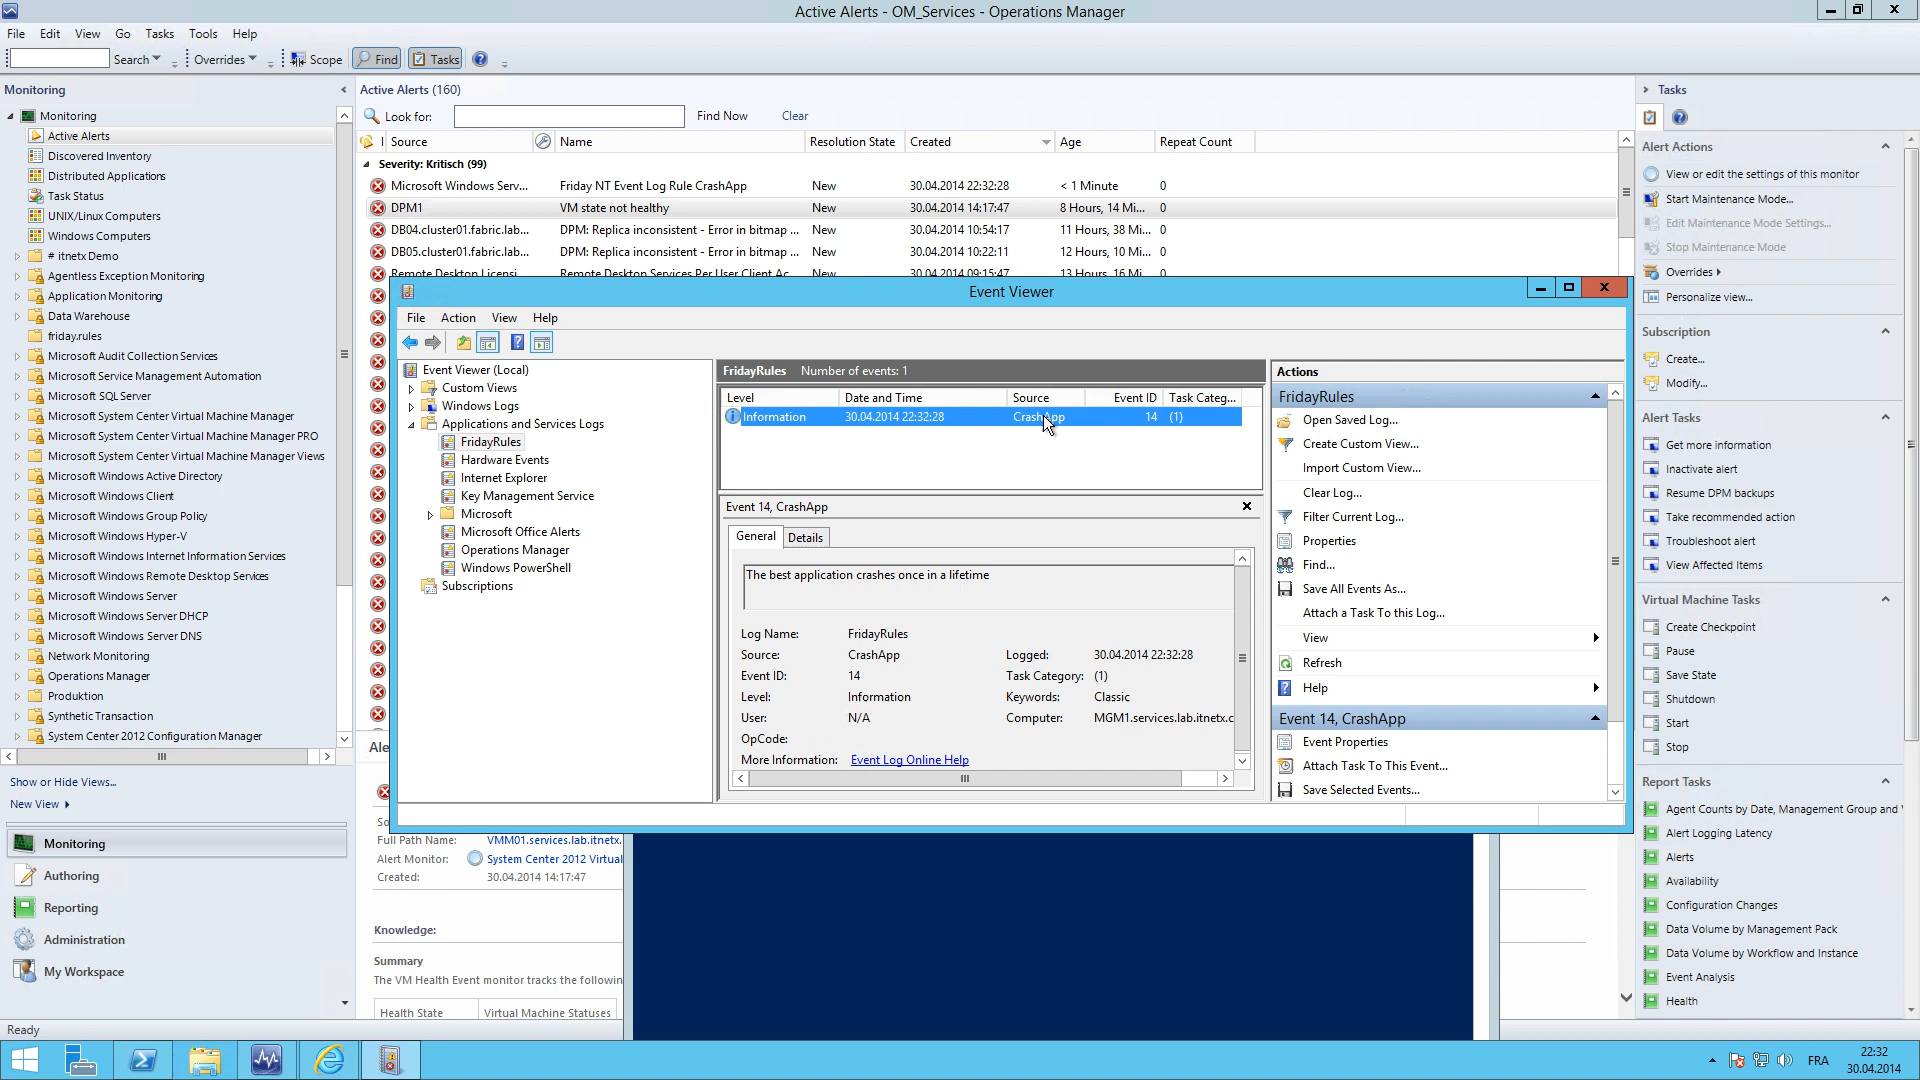 Active Alerts - OM_Services - Operations Manager
File Edit View Go Tasks Tools Help
Search Overrides Scope Find Tasks
Monitoring
Monitoring
Active Alerts
Discovered Inventory
Distributed Applications
Task Status
UNIX/Linux Computers
Windows Computers
# itnetx Demo
Agentless Exception Monitoring
Application Monitoring
Data Warehouse
friday.rules
Microsoft Audit Collection Services
Microsoft Service Management Automation
Microsoft SQL Server
Microsoft System Center Virtual Machine Manager
Microsoft System Center Virtual Machine Manager PRO
Microsoft System Center Virtual Machine Manager Views
Microsoft Windows Active Directory
Microsoft Windows Client
Microsoft Windows Group Policy
Microsoft Windows Hyper-V
Microsoft Windows Internet Information Services
Microsoft Windows Remote Desktop Services
Microsoft Windows Server
Microsoft Windows Server DHCP
Microsoft Windows Server DNS
Network Monitoring
Operations Manager
Produktion
Synthetic Transaction
System Center 2012 Configuration Manager
Show or Hide Views...
New View
Monitoring
Authoring
Reporting
Administration
My Workspace
Ready
Active Alerts (160)
Look for: Find Now Clear
Source Name Resolution State Created Age Repeat Count
Severity: Kritisch (99)
Microsoft Windows Serv... Friday NT Event Log Rule CrashApp New 30.04.2014 22:32:28 < 1 Minute 0
DPM1 VM state not healthy New 30.04.2014 14:17:47 8 Hours, 14 Mi... 0
DB04.cluster01.fabric.lab... DPM: Replica inconsistent - Error in bitmap ... New 30.04.2014 10:54:17 11 Hours, 38 Mi... 0
DB05.cluster01.fabric.lab... DPM: Replica inconsistent - Error in bitmap ... New 30.04.2014 10:22:11 12 Hours, 10 Mi... 0
Remote Desktop Licensi... Remote Desktop Services Per User Client Ac... New 30.04.2014 09:15:47 13 Hours, 16 Mi... 0
Event Viewer
File Action View Help
Event Viewer (Local)
Custom Views
Windows Logs
Applications and Services Logs
FridayRules
Hardware Events
Internet Explorer
Key Management Service
Microsoft
Microsoft Office Alerts
Operations Manager
Windows PowerShell
Subscriptions
FridayRules Number of events: 1
Level Date and Time Source Event ID Task Categ...
Information 30.04.2014 22:32:28 CrashApp 14 (1)
Event 14, CrashApp
General Details
The best application crashes once in a lifetime
Log Name: FridayRules
Source: CrashApp Logged: 30.04.2014 22:32:28
Event ID: 14 Task Category: (1)
Level: Information Keywords: Classic
User: N/A Computer: MGM1.services.lab.itnetx.c
OpCode:
More Information: Event Log Online Help
Actions
FridayRules
Open Saved Log...
Create Custom View...
Import Custom View...
Clear Log...
Filter Current Log...
Properties
Find...
Save All Events As...
Attach a Task To this Log...
View
Refresh
Help
Event 14, CrashApp
Event Properties
Attach Task To This Event...
Save Selected Events...
Ale
So
Full Path Name: VMM01.services.lab.itnetx.
Alert Monitor: System Center 2012 Virtual
Created: 30.04.2014 14:17:47
Knowledge:
Summary
The VM Health Event monitor tracks the followin
Health State Virtual Machine Statuses
Tasks
Alert Actions
View or edit the settings of this monitor
Start Maintenance Mode...
Edit Maintenance Mode Settings...
Stop Maintenance Mode
Overrides
Personalize view...
Subscription
Create...
Modify...
Alert Tasks
Get more information
Inactivate alert
Resume DPM backups
Take recommended action
Troubleshoot alert
View Affected Items
Virtual Machine Tasks
Create Checkpoint
Pause
Save State
Shutdown
Start
Stop
Report Tasks
Agent Counts by Date, Management Group and V
Alert Logging Latency
Alerts
Availability
Configuration Changes
Data Volume by Management Pack
Data Volume by Workflow and Instance
Event Analysis
Health
FRA
22:32
30.04.2014